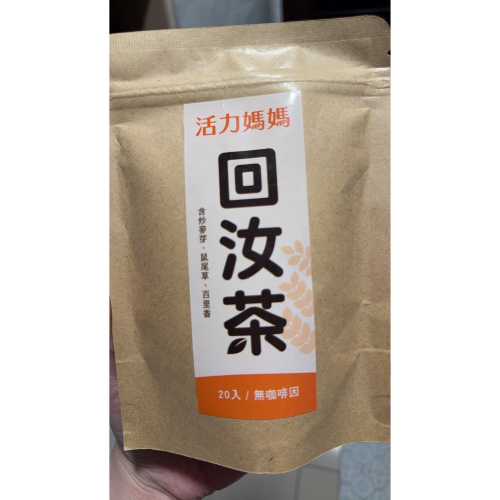 活力媽媽
回汝茶
含炒麥芽、鼠尾草、百里香
20入 / 無咖啡因